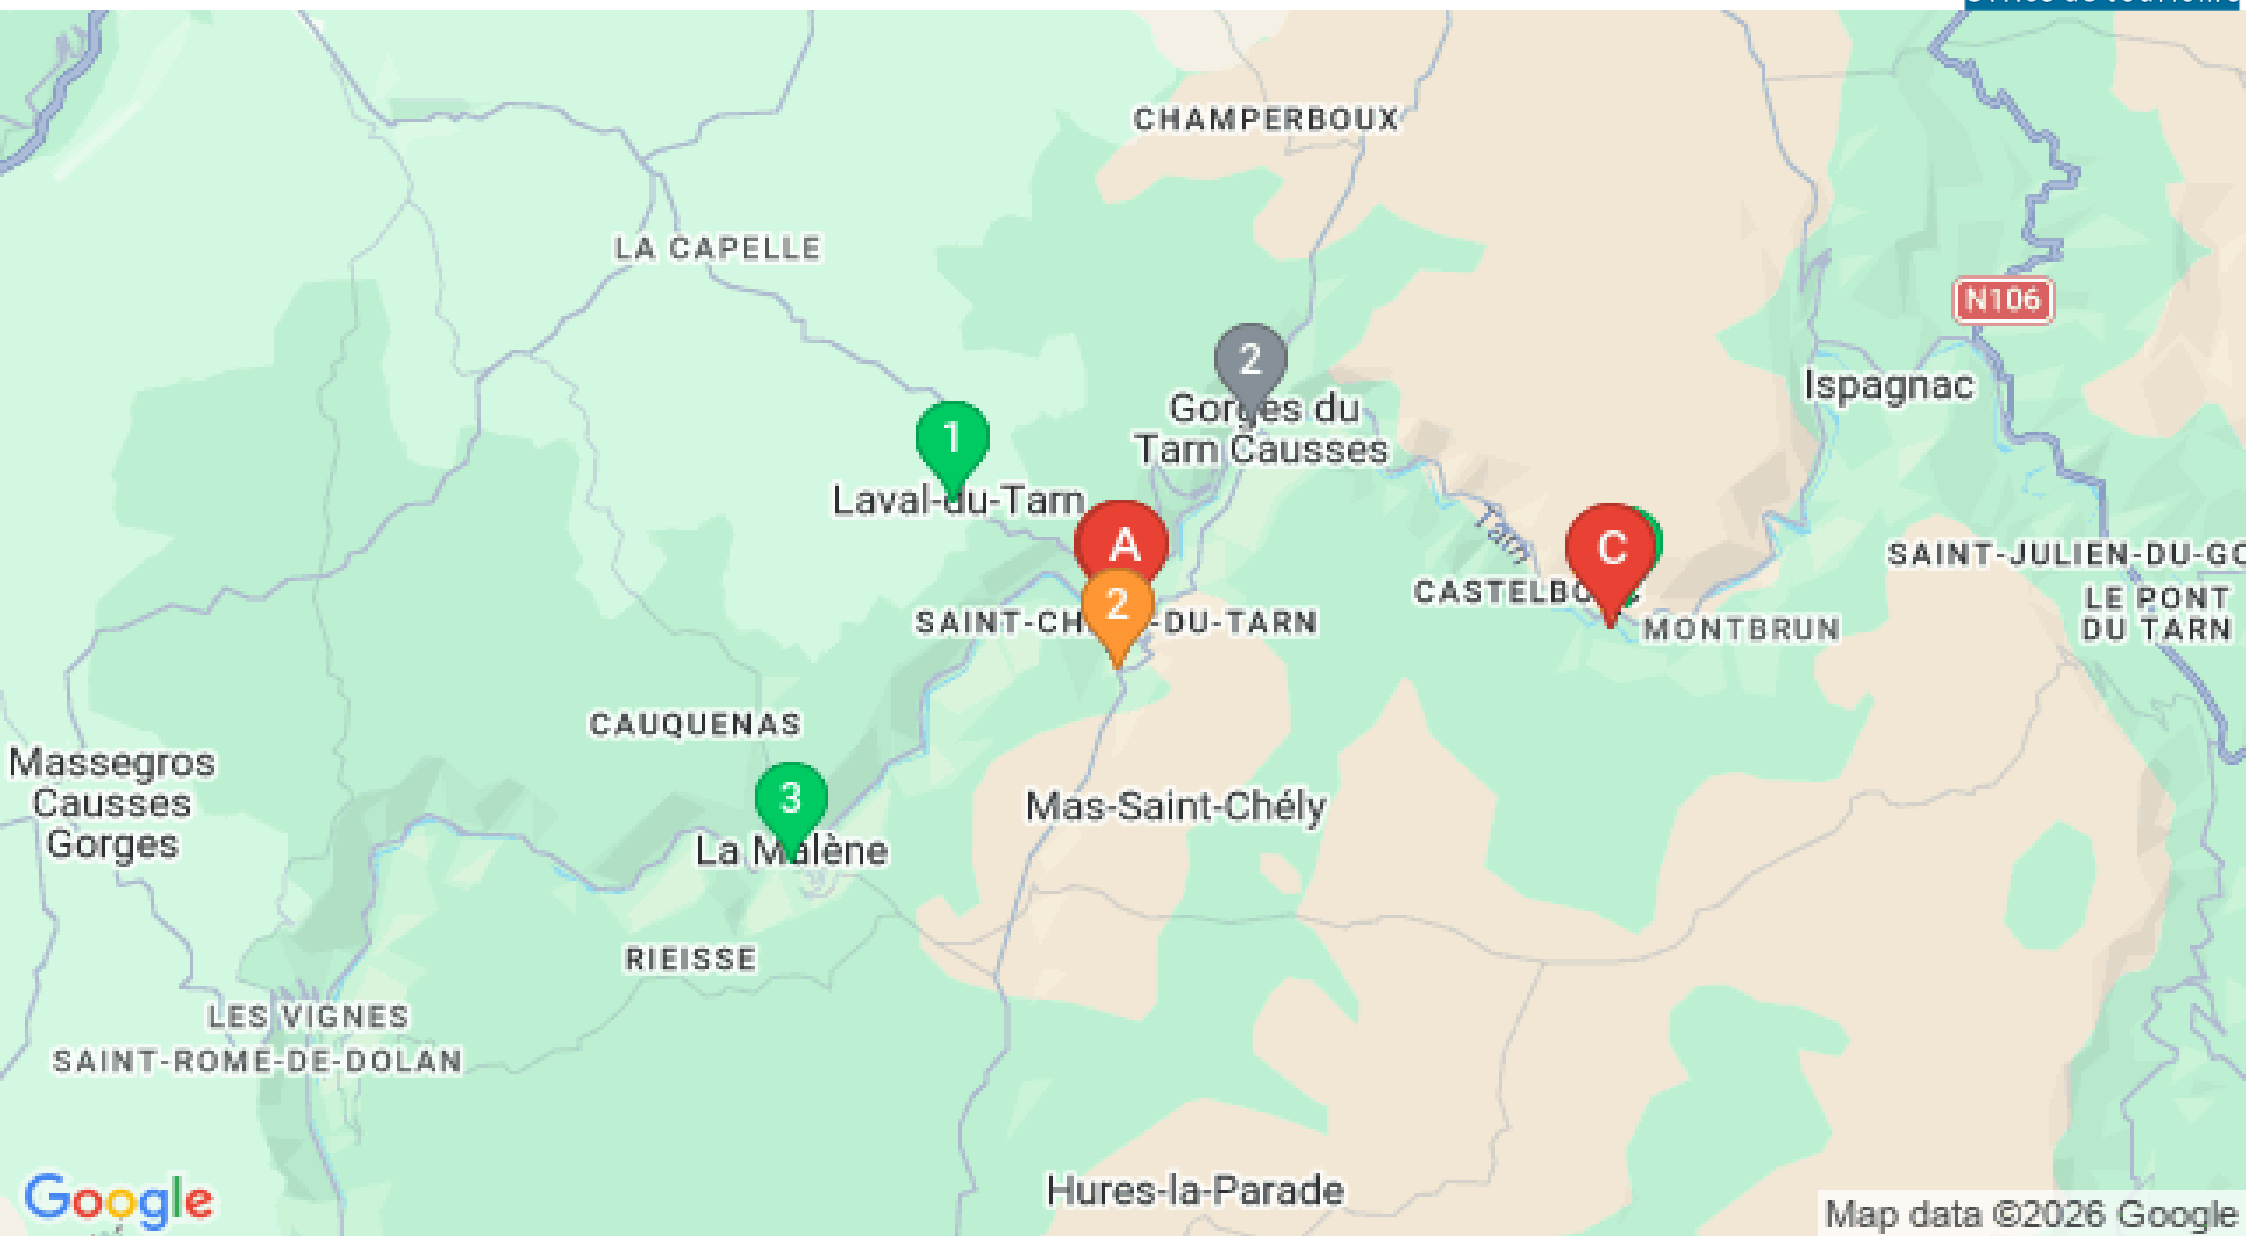 CHAMPERBOUX
LA CAPELLE
N106
2
Gorges du
Tarn Causses
Ispagnac
1
Laval-du-Tarn
A
C
Tarn
SAINT-JULIEN-DU-GO
CASTELBO
LE PONT
DU TARN
2
SAINT-CH -DU-TARN
MONTBRUN
CAUQUENAS
Massegros
Causses
Gorges
3
La Malène
Mas-Saint-Chély
RIEISSE
LES VIGNES
SAINT-ROME-DE-DOLAN
Hures-la-Parade
Google
Map data ©2026 Google